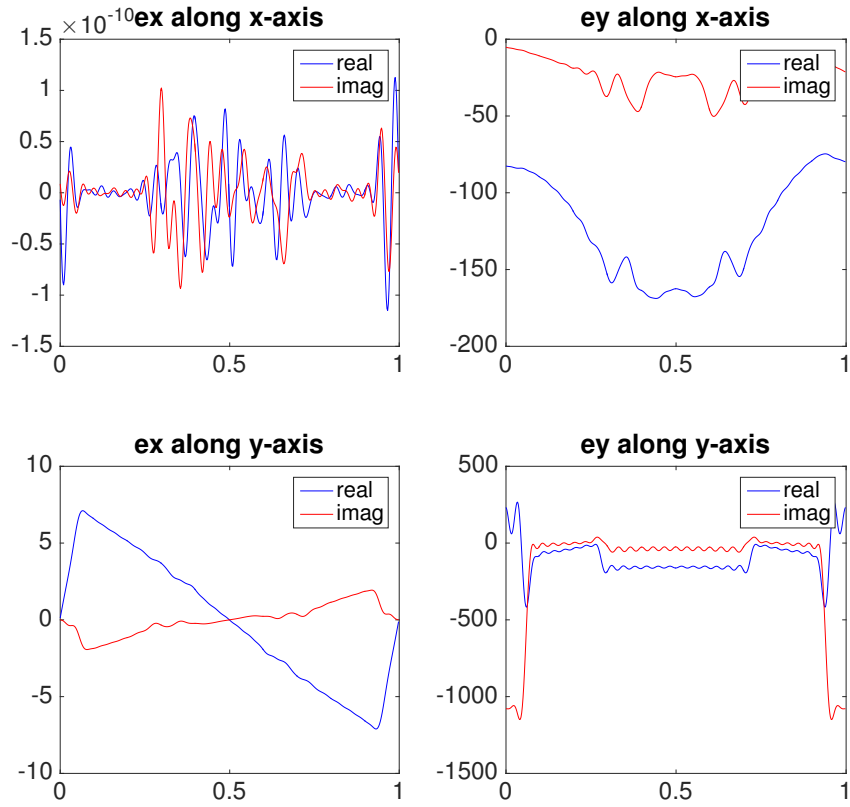 ex along x-axis
×10⁻¹⁰
1.5
1
0.5
0
-0.5
-1
-1.5
0
0.5
1
real
imag
ey along x-axis
0
-50
-100
-150
-200
0
0.5
1
real
imag
ex along y-axis
10
5
0
-5
-10
0
0.5
1
real
imag
ey along y-axis
500
0
-500
-1000
-1500
0
0.5
1
real
imag